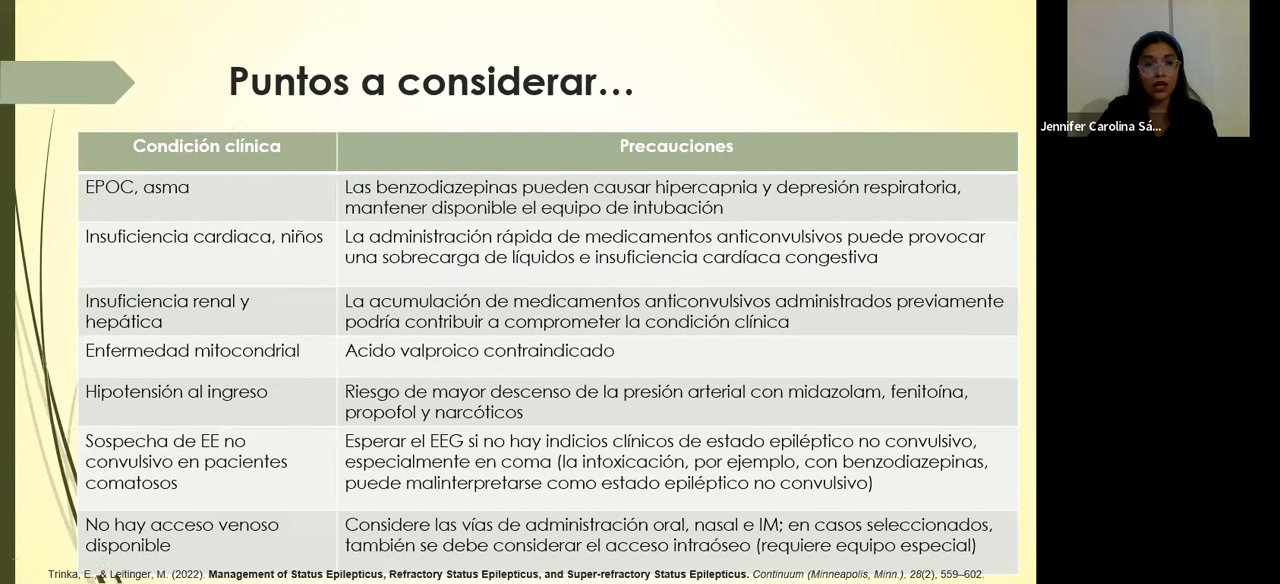 Puntos a considerar…
Jennifer Carolina Sá...
Condición clínica
Precauciones
EPOC, asma
Las benzodiazepinas pueden causar hipercapnia y depresión respiratoria,
mantener disponible el equipo de intubación
Insuficiencia cardiaca, niños
La administración rápida de medicamentos anticonvulsivos puede provocar
una sobrecarga de líquidos e insuficiencia cardíaca congestiva
Insuficiencia renal y
hepática
La acumulación de medicamentos anticonvulsivos administrados previamente
podría contribuir a comprometer la condición clínica
Enfermedad mitocondrial
Acido valproico contraindicado
Hipotensión al ingreso
Riesgo de mayor descenso de la presión arterial con midazolam, fenitoína,
propofol y narcóticos
Sospecha de EE no
convulsivo en pacientes
comatosos
Esperar el EEG si no hay indicios clínicos de estado epiléptico no convulsivo,
especialmente en coma (la intoxicación, por ejemplo, con benzodiazepinas,
puede malinterpretarse como estado epiléptico no convulsivo)
No hay acceso venoso
disponible
Considere las vías de administración oral, nasal e IM; en casos seleccionados,
también se debe considerar el acceso intraóseo (requiere equipo especial)
Trinka, E., & Leitinger, M. (2022). Management of Status Epilepticus, Refractory Status Epilepticus, and Super-refractory Status Epilepticus. Continuum (Minneapolis, Minn.), 28(2), 559–602.